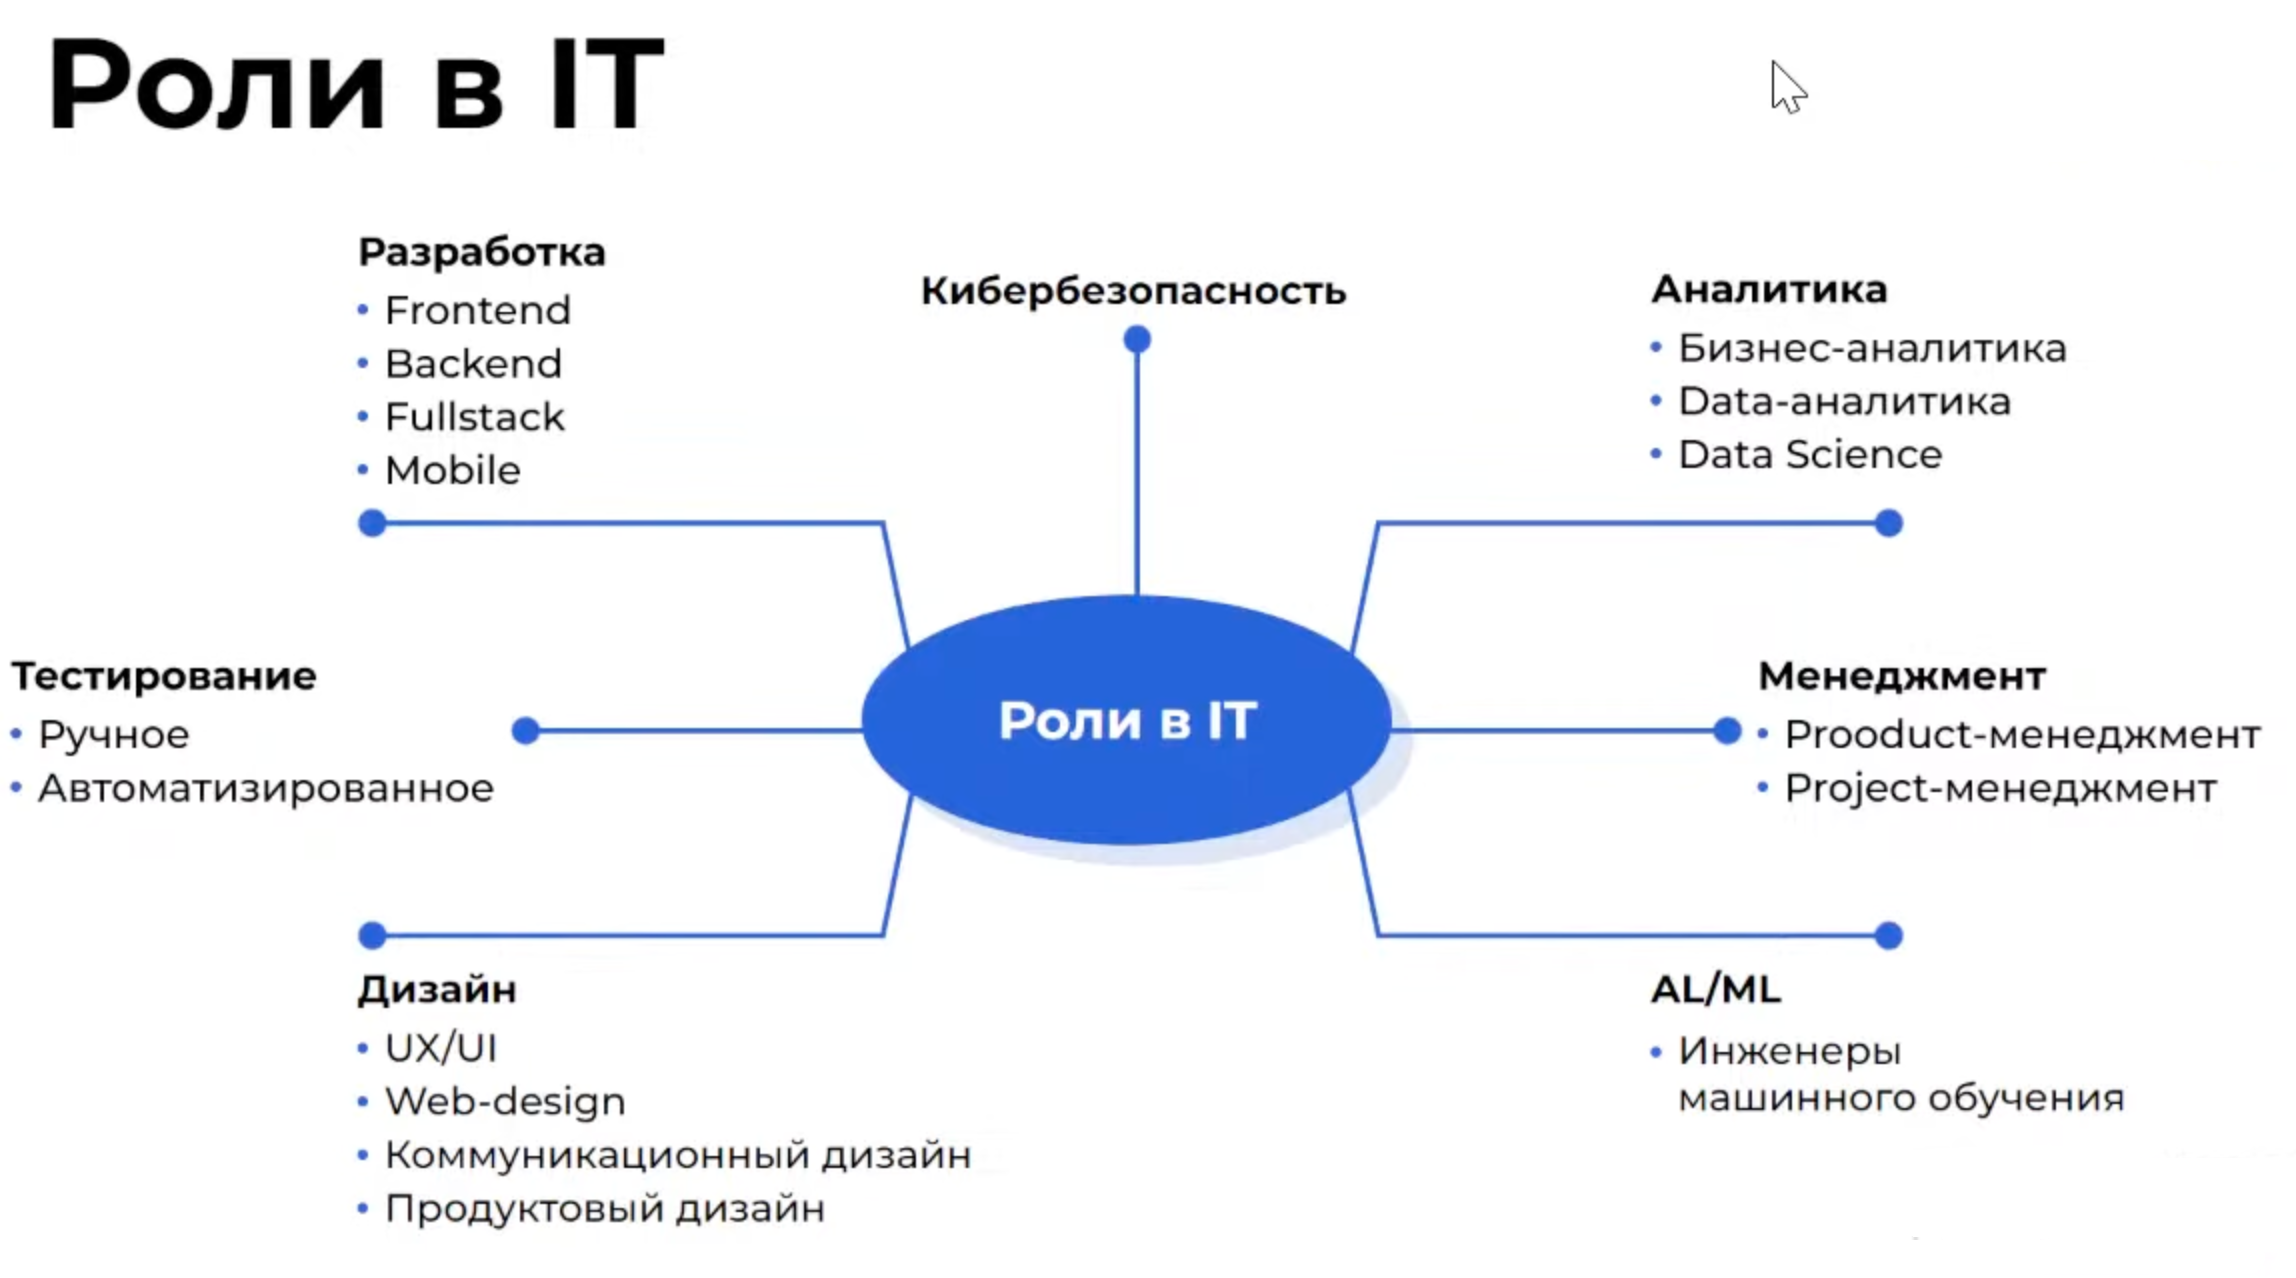 Роли в IT
Разработка
Frontend
Backend
Fullstack
Mobile
Кибербезопасность
Аналитика
Бизнес-аналитика
Data-аналитика
Data Science
Тестирование
Ручное
Автоматизированное
Роли в IT
Менеджмент
Prooduct-менеджмент
Project-менеджмент
Дизайн
UX/UI
Web-design
Коммуникационный дизайн
Продуктовый дизайн
AL/ML
Инженеры
машинного обучения